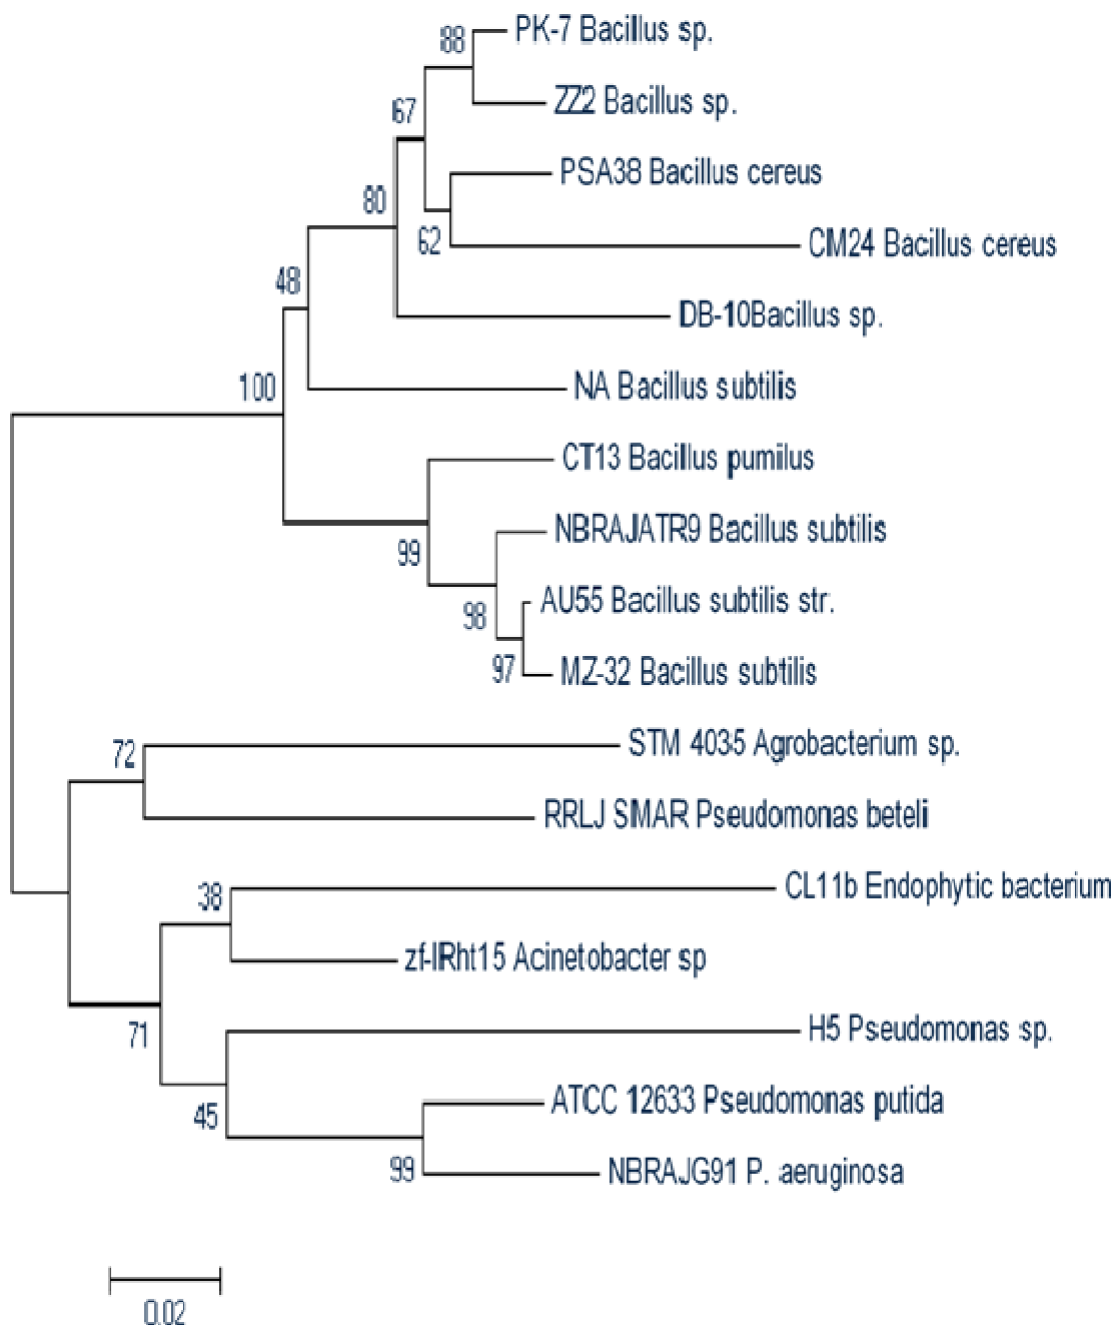 88
PK-7 Bacillus sp.
ZZ2 Bacillus sp.
67
PSA38 Bacillus cereus
80
62
CM24 Bacillus cereus
48
DB-10Bacillus sp.
100
NA Bacillus subtilis
CT13 Bacillus pumilus
99
NBRAJATR9 Bacillus subtilis
98
AU55 Bacillus subtilis str.
97
MZ-32 Bacillus subtilis
72
STM 4035 Agrobacterium sp.
RRLJ SMAR Pseudomonas beteli
38
CL11b Endophytic bacterium
zf-IRht15 Acinetobacter sp
71
H5 Pseudomonas sp.
45
ATCC 12633 Pseudomonas putida
99
NBRAJG91 P. aeruginosa
0.02